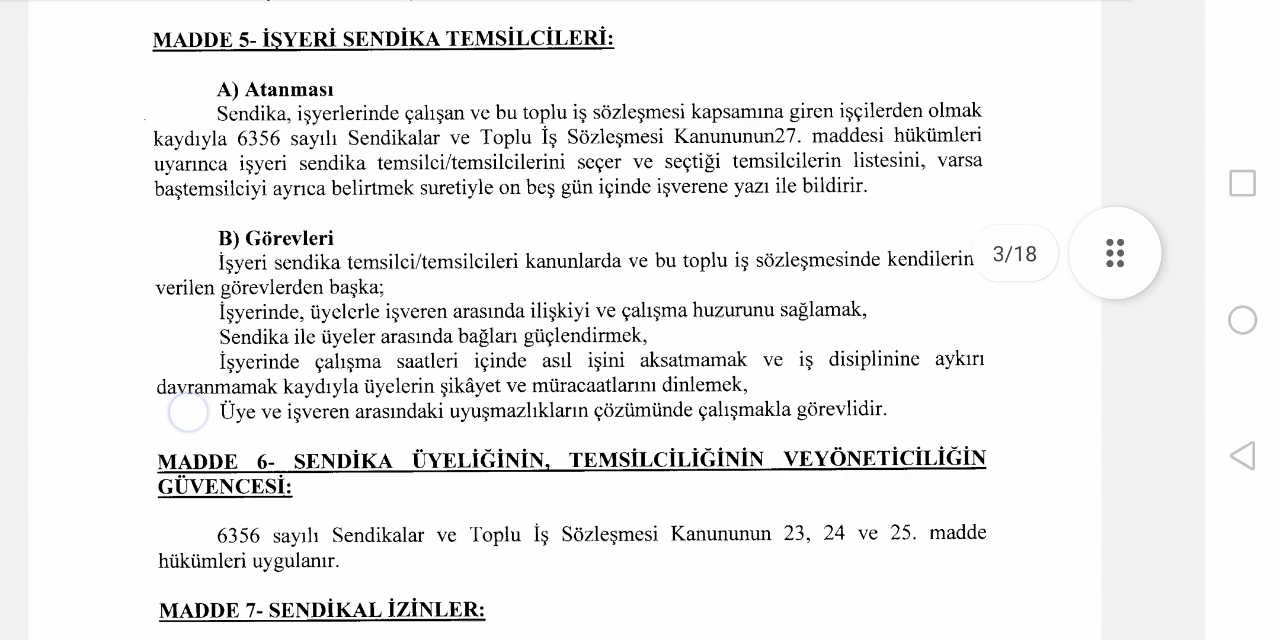 MADDE 5- İŞYERİ SENDİKA TEMSİLCİLERİ:
A) Atanması
Sendika, işyerlerinde çalışan ve bu toplu iş sözleşmesi kapsamına giren işçilerden olmak
kaydıyla 6356 sayılı Sendikalar ve Toplu İş Sözleşmesi Kanununun27. maddesi hükümleri
uyarınca işyeri sendika temsilci/temsilcilerini seçer ve seçtiği temsilcilerin listesini, varsa
baştemsilciyi ayrıca belirtmek suretiyle on beş gün içinde işverene yazı ile bildirir.
B) Görevleri
İşyeri sendika temsilci/temsilcileri kanunlarda ve bu toplu iş sözleşmesinde kendilerin
3/18
verilen görevlerden başka;
İşyerinde, üyelerle işveren arasında ilişkiyi ve çalışma huzurunu sağlamak,
Sendika ile üyeler arasında bağları güçlendirmek,
İşyerinde çalışma saatleri içinde asıl işini aksatmamak ve iş disiplinine aykırı
davranmamak kaydıyla üyelerin şikâyet ve müracaatlarını dinlemek,
Üye ve işveren arasındaki uyuşmazlıkların çözümünde çalışmakla görevlidir.
MADDE 6- SENDİKA ÜYELİĞİNİN, TEMSİLCİLİĞİNİN VEYÖNETİCİLİĞİN
GÜVENCESİ:
6356 sayılı Sendikalar ve Toplu İş Sözleşmesi Kanununun 23, 24 ve 25. madde
hükümleri uygulanır.
MADDE 7- SENDİKAL İZİNLER: